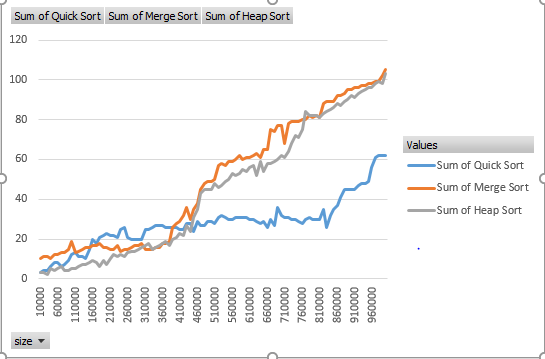 Sum of Quick Sort Sum of Merge Sort Sum of Heap Sort
120
100
80
60
40
20
0
10000 60000 110000 160000 210000 260000 310000 360000 410000 460000 510000 560000 610000 660000 710000 760000 810000 860000 910000 960000
Values
Sum of Quick Sort
Sum of Merge Sort
Sum of Heap Sort
size